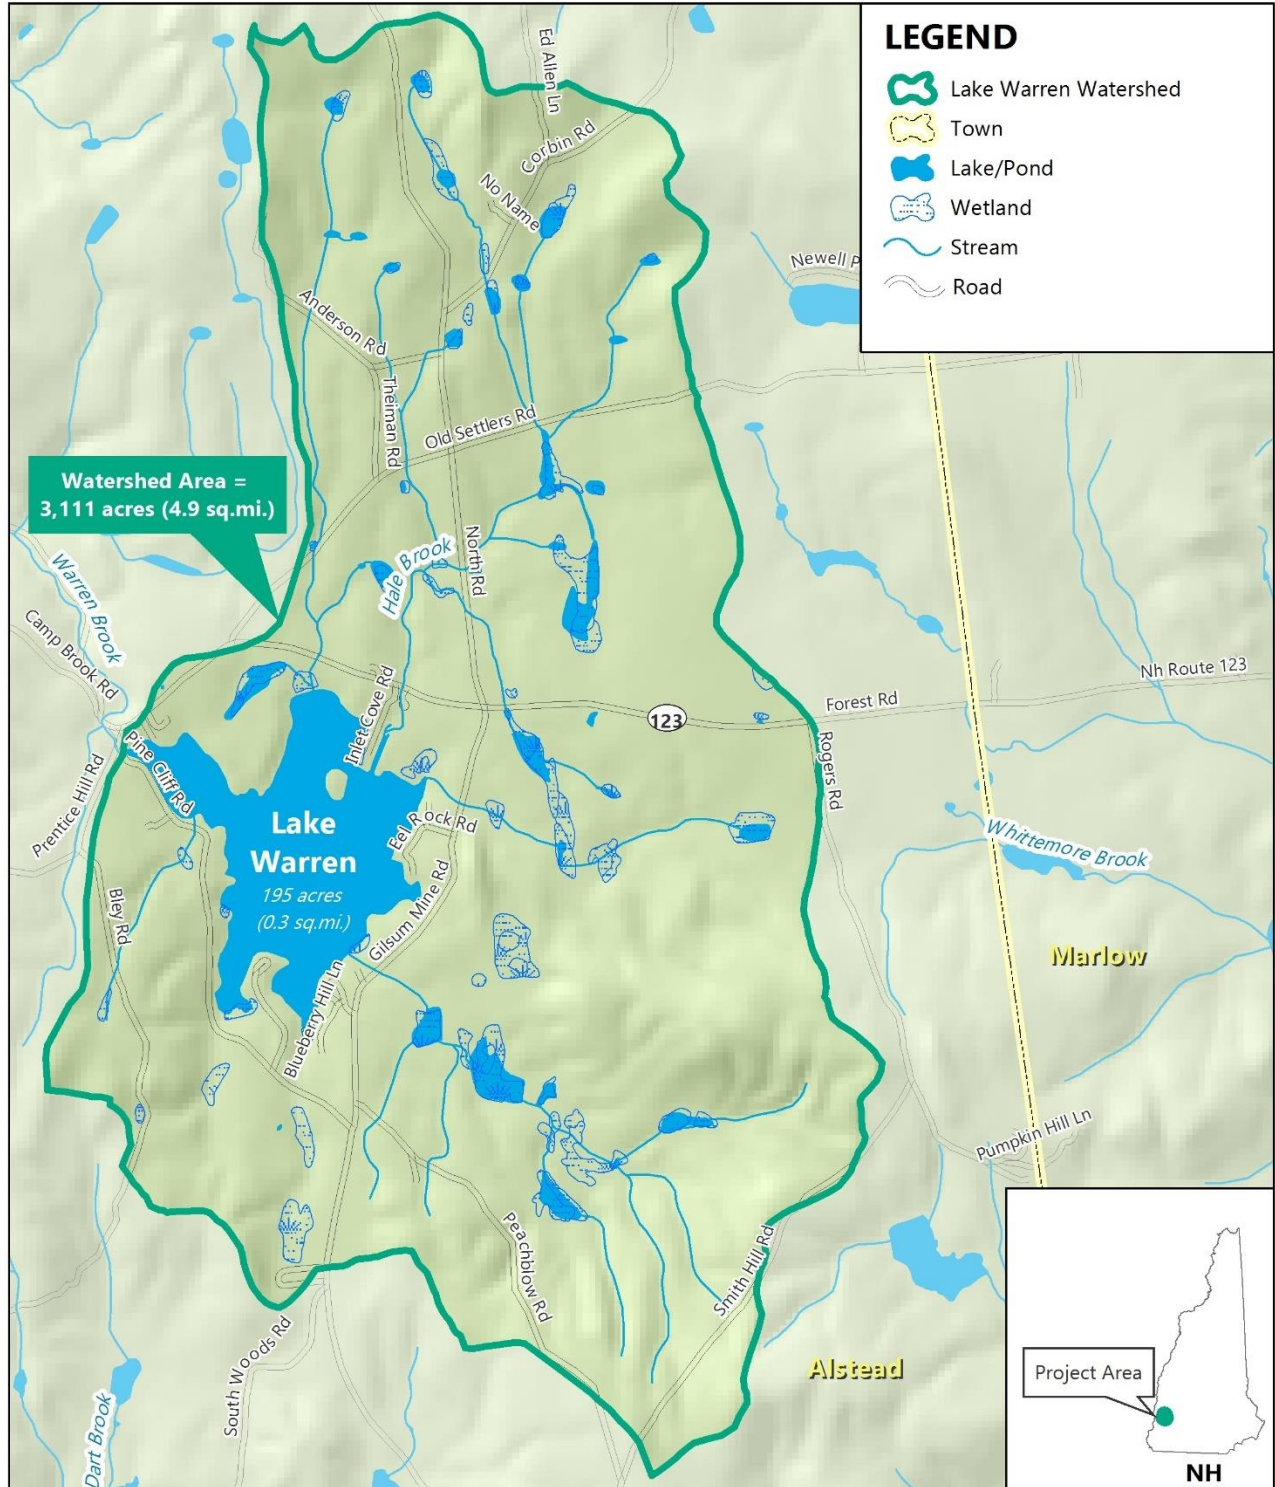 LEGEND
Lake Warren Watershed
Town
Lake/Pond
Wetland
Stream
Road
Ed Allen Ln
Corbin Rd
No Name
Newell P
Anderson Rd
Theiman Rd
Old Settlers Rd
Watershed Area =
3,111 acres (4.9 sq.mi.)
North Rd
Hale Brook
Warren Brook
Camp Brook Rd
Inlet Cove Rd
Nh Route 123
Forest Rd
123
Pine Cliff Rd
Prentice Hill Rd
Rogers Rd
Lake
Warren
195 acres
(0.3 sq.mi.)
Eel Rock Rd
Gilsum Mine Rd
Whittemore Brook
Bley Rd
Marlow
Blueberry Hill Ln
Pumpkin Hill Ln
Peachblow Rd
Smith Hill Rd
South Woods Rd
Alstead
Dart Brook
Project Area
NH